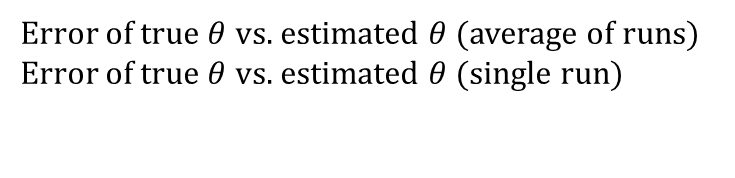 Error of true θ vs. estimated θ (average of runs)
Error of true θ vs. estimated θ (single run)